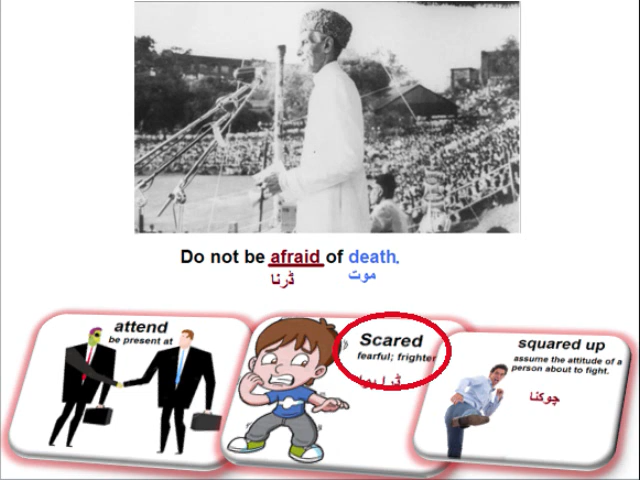 Do not be afraid of death.
ڈرنا
موت
attend
be present at
Scared
fearful; frighter
squared up
assume the attitude of a
person about to fight.
چوکنا